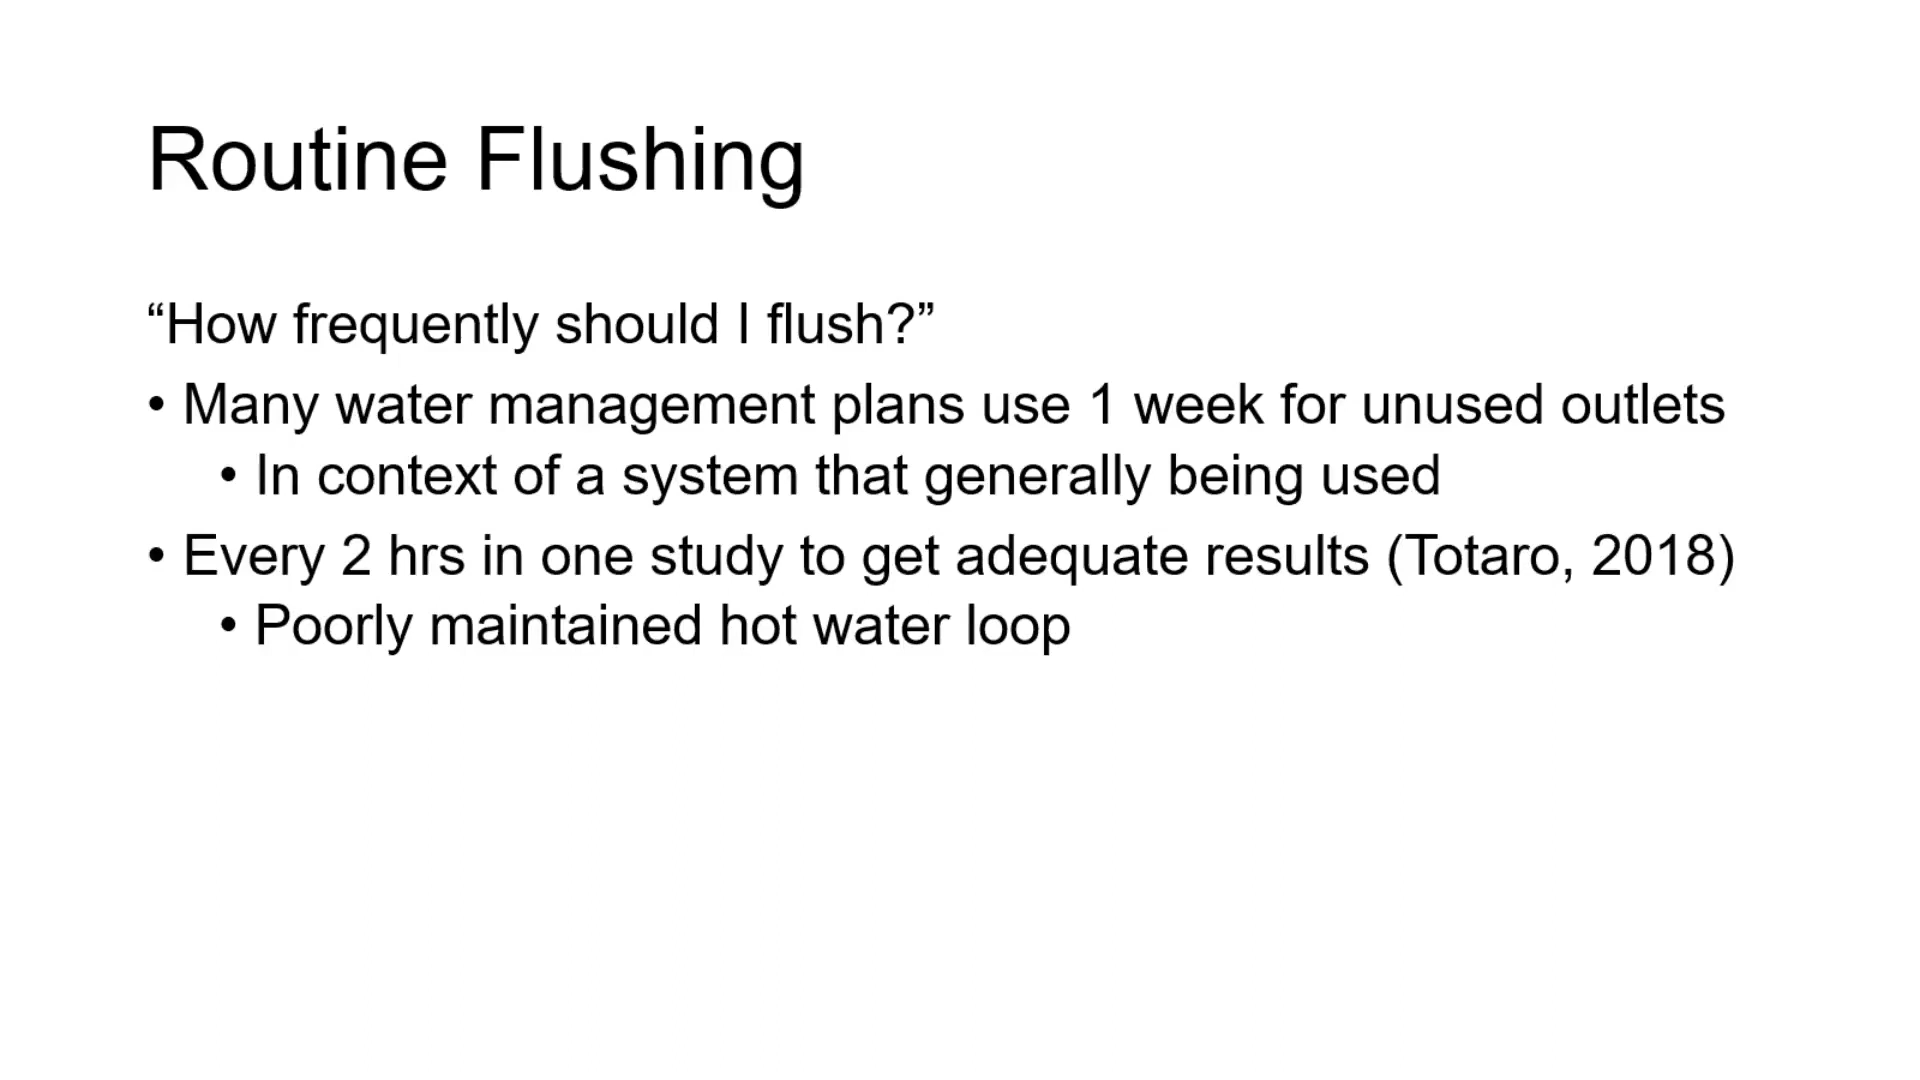 Routine Flushing
“How frequently should I flush?”
• Many water management plans use 1 week for unused outlets
• In context of a system that generally being used
• Every 2 hrs in one study to get adequate results (Totaro, 2018)
• Poorly maintained hot water loop